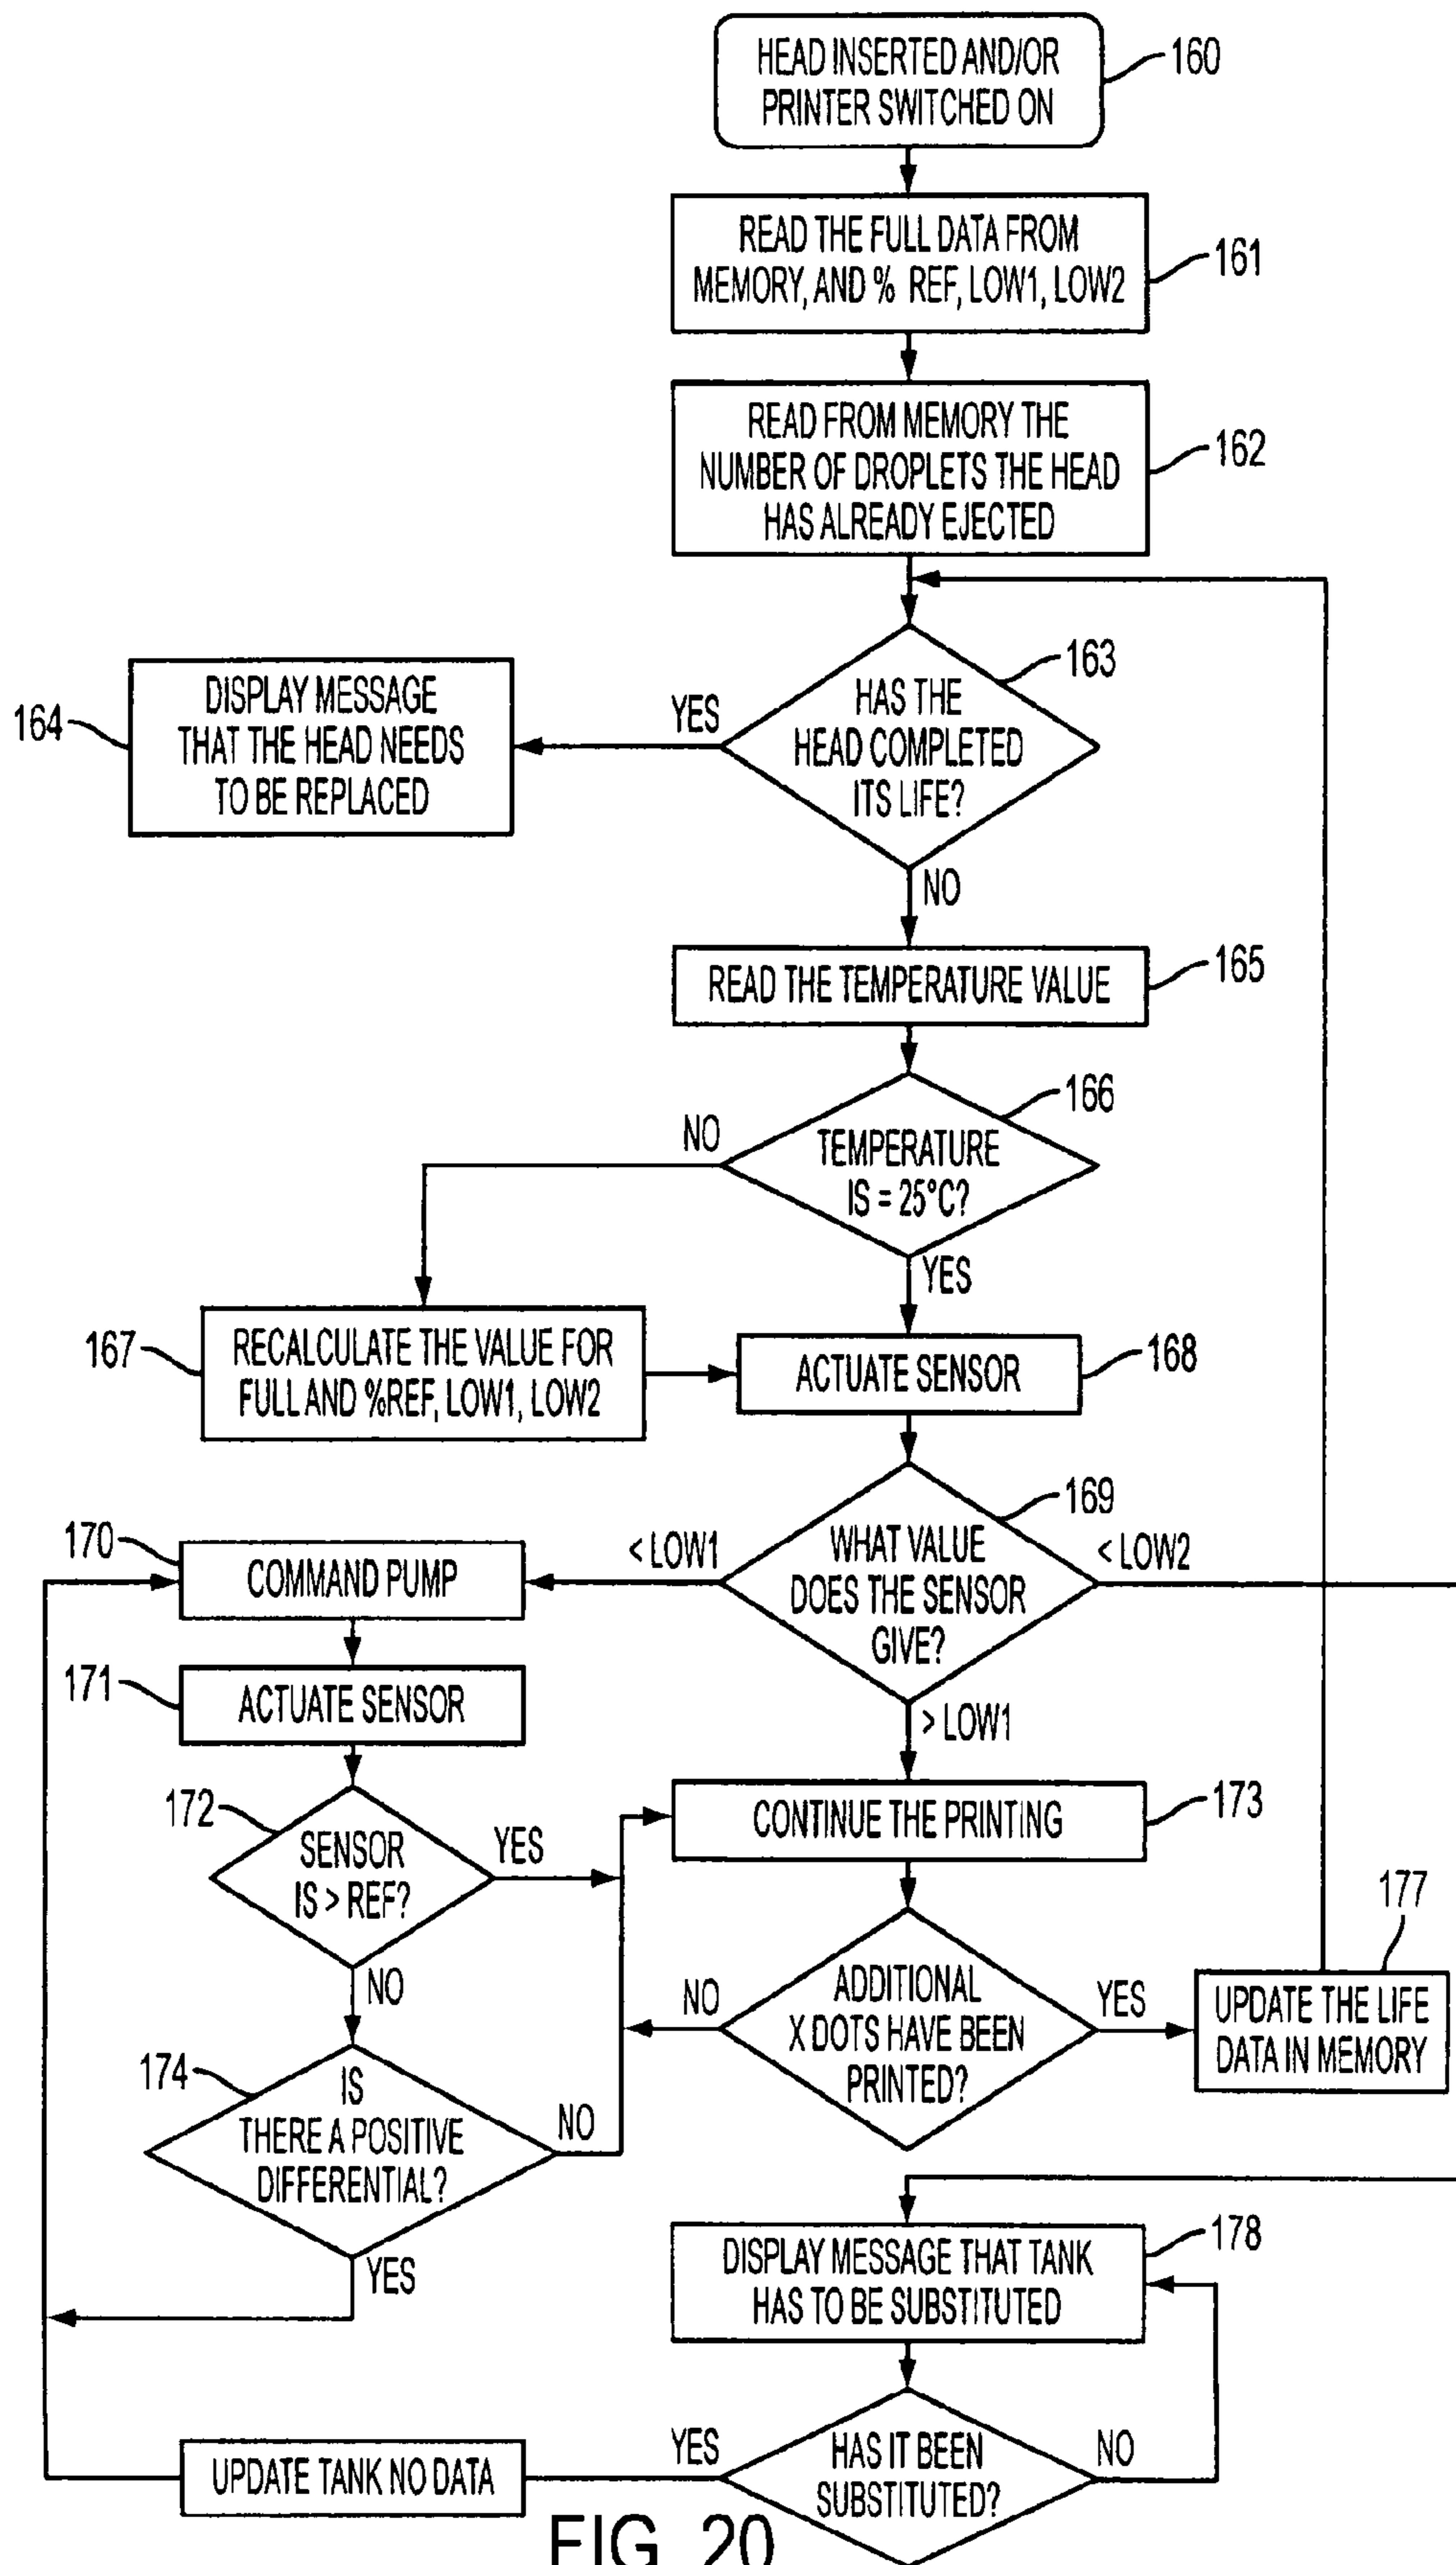 HEAD INSERTED AND/OR
PRINTER SWITCHED ON
160
READ THE FULL DATA FROM
MEMORY, AND % REF, LOW1, LOW2
161
READ FROM MEMORY THE
NUMBER OF DROPLETS THE HEAD
HAS ALREADY EJECTED
162
163
HAS THE
HEAD COMPLETED
ITS LIFE?
YES
164
DISPLAY MESSAGE
THAT THE HEAD NEEDS
TO BE REPLACED
NO
READ THE TEMPERATURE VALUE
165
166
TEMPERATURE
IS = 25°C?
NO
YES
167
RECALCULATE THE VALUE FOR
FULL AND %REF, LOW1, LOW2
ACTUATE SENSOR
168
169
WHAT VALUE
DOES THE SENSOR
GIVE?
< LOW1
< LOW2
> LOW1
170
COMMAND PUMP
171
ACTUATE SENSOR
172
SENSOR
IS > REF?
YES
NO
CONTINUE THE PRINTING
173
ADDITIONAL
X DOTS HAVE BEEN
PRINTED?
NO
YES
177
UPDATE THE LIFE
DATA IN MEMORY
174
IS
THERE A POSITIVE
DIFFERENTIAL?
NO
YES
DISPLAY MESSAGE THAT TANK
HAS TO BE SUBSTITUTED
178
HAS IT BEEN
SUBSTITUTED?
YES
NO
UPDATE TANK NO DATA
FIG. 20